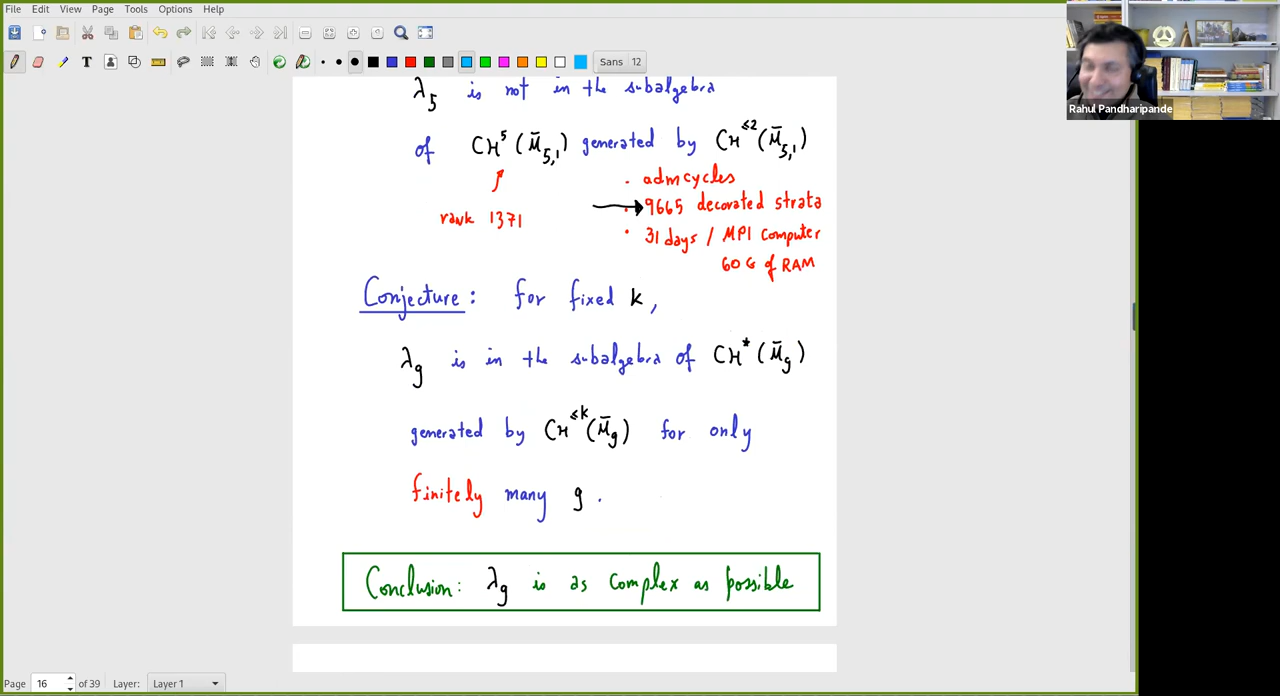 File Edit View Page Tools Options Help
Sans 12
Rahul Pandharipande
λ₅ is not in the subalgebra
of CH⁵(M̄₅,₁) generated by CH^≤2(M̄₅,₁)
rank 1371
· admcycles
· 9665 decorated strata
· 31 days / MPI computer
60 G of RAM
Conjecture: for fixed k,
λg is in the subalgebra of CH*(M̄g)
generated by CH^≤k(M̄g) for only
finitely many g.
Conclusion: λg is as complex as possible
Page 16 of 39 Layer: Layer 1